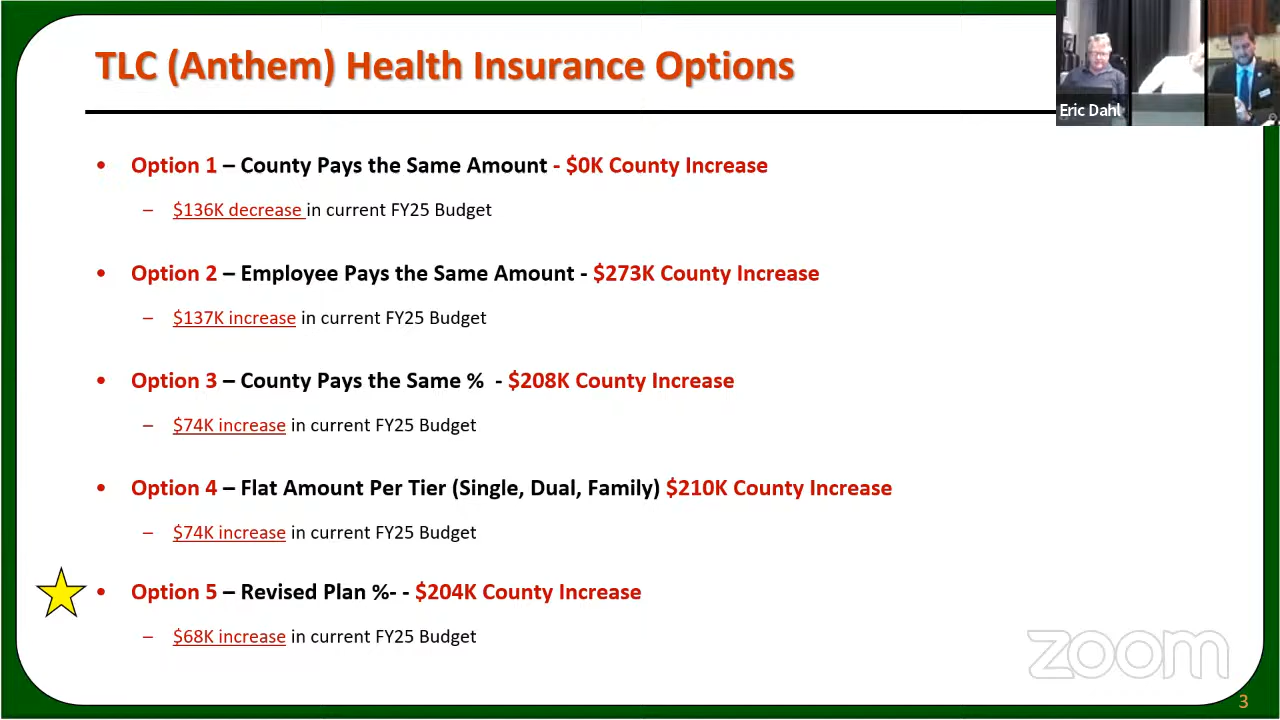 TLC (Anthem) Health Insurance Options
Eric Dahl
• Option 1 – County Pays the Same Amount - $0K County Increase
– $136K decrease in current FY25 Budget
• Option 2 – Employee Pays the Same Amount - $273K County Increase
– $137K increase in current FY25 Budget
• Option 3 – County Pays the Same % - $208K County Increase
– $74K increase in current FY25 Budget
• Option 4 – Flat Amount Per Tier (Single, Dual, Family) $210K County Increase
– $74K increase in current FY25 Budget
• Option 5 – Revised Plan %- - $204K County Increase
– $68K increase in current FY25 Budget
zoom
3